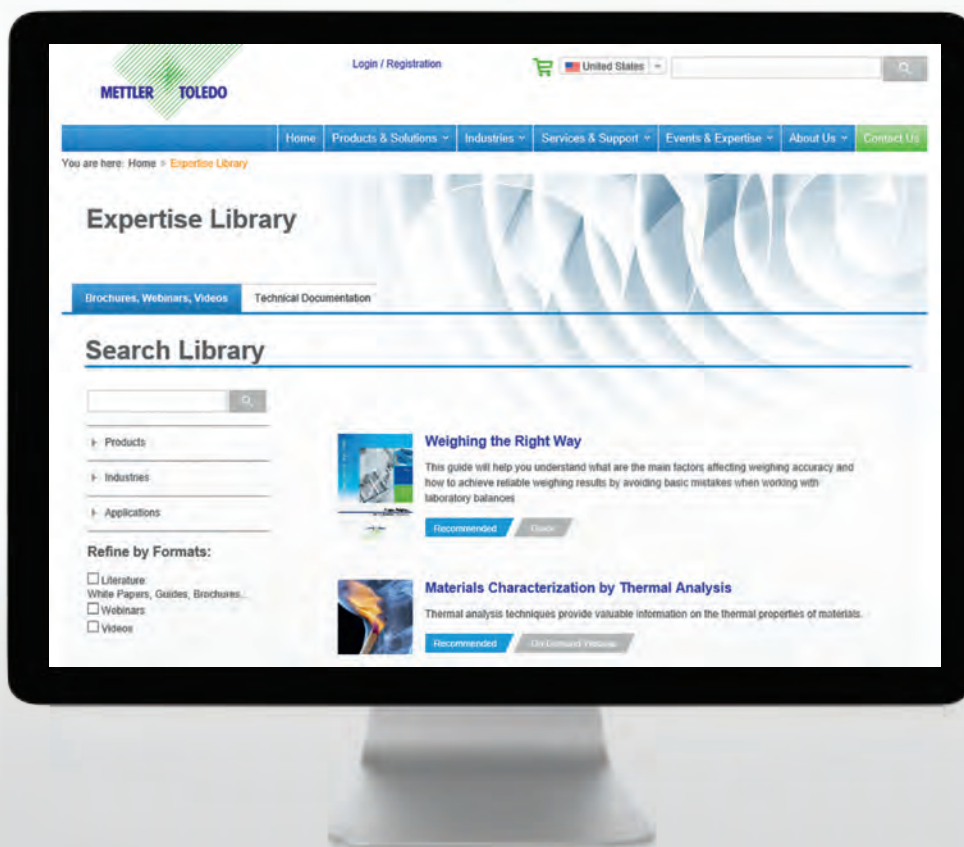 METTLER TOLEDO
Login / Registration
United States
Home Products & Solutions Industries Services & Support Events & Expertise About Us Contact Us
You are here: Home » Expertise Library
Expertise Library
Brochures, Webinars, Videos Technical Documentation
Search Library
Products
Industries
Applications
Refine by Formats:
Literature:
White Papers, Guides, Brochures...
Webinars
Videos
Weighing the Right Way
This guide will help you understand what are the main factors affecting weighing accuracy and
how to achieve reliable weighing results by avoiding basic mistakes when working with
laboratory balances
Recommended
Materials Characterization by Thermal Analysis
Thermal analysis techniques provide valuable information on the thermal properties of materials.
Recommended